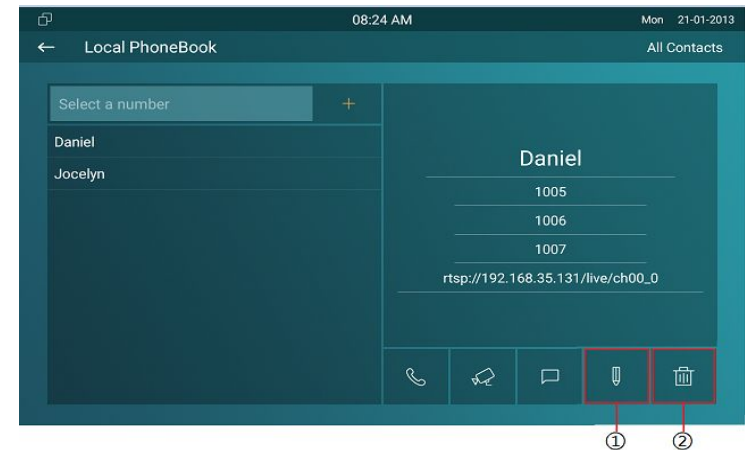 08:24 AM
Mon 21-01-2013
← Local PhoneBook
All Contacts
Select a number +
Daniel
Jocelyn
Daniel
1005
1006
1007
rtsp://192.168.35.131/live/ch00_0
① ②